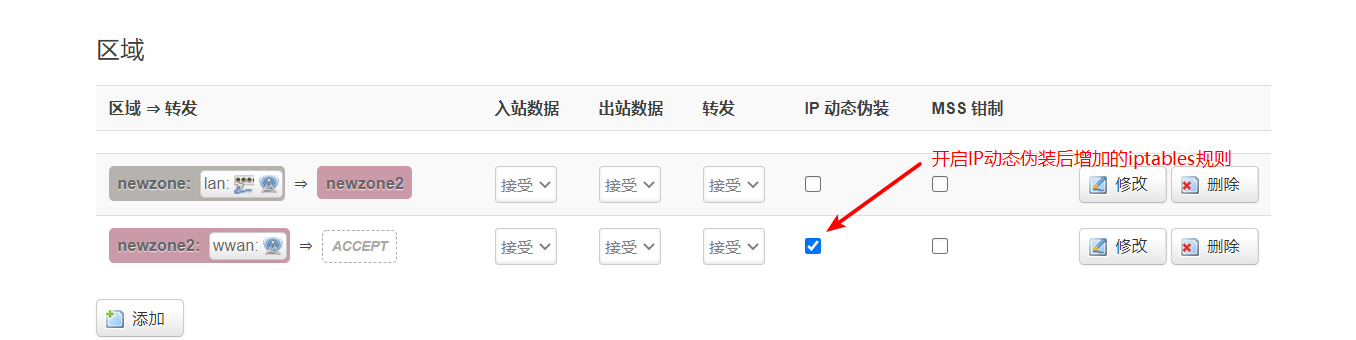 区域
区域 ⇒ 转发 入站数据 出站数据 转发 IP 动态伪装 MSS 钳制
开启IP动态伪装后增加的iptables规则
newzone: lan: ⇒ newzone2 接受 接受 接受 修改 删除
newzone2: wwan: ⇒ ACCEPT 接受 接受 接受 修改 删除
添加